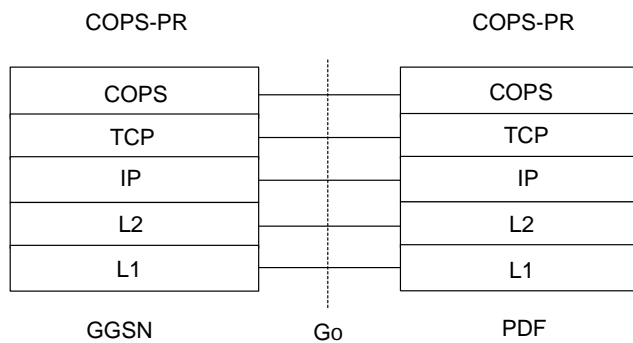 COPS-PR COPS-PR
COPS COPS
TCP TCP
IP IP
L2 L2
L1 L1
GGSN Go PDF